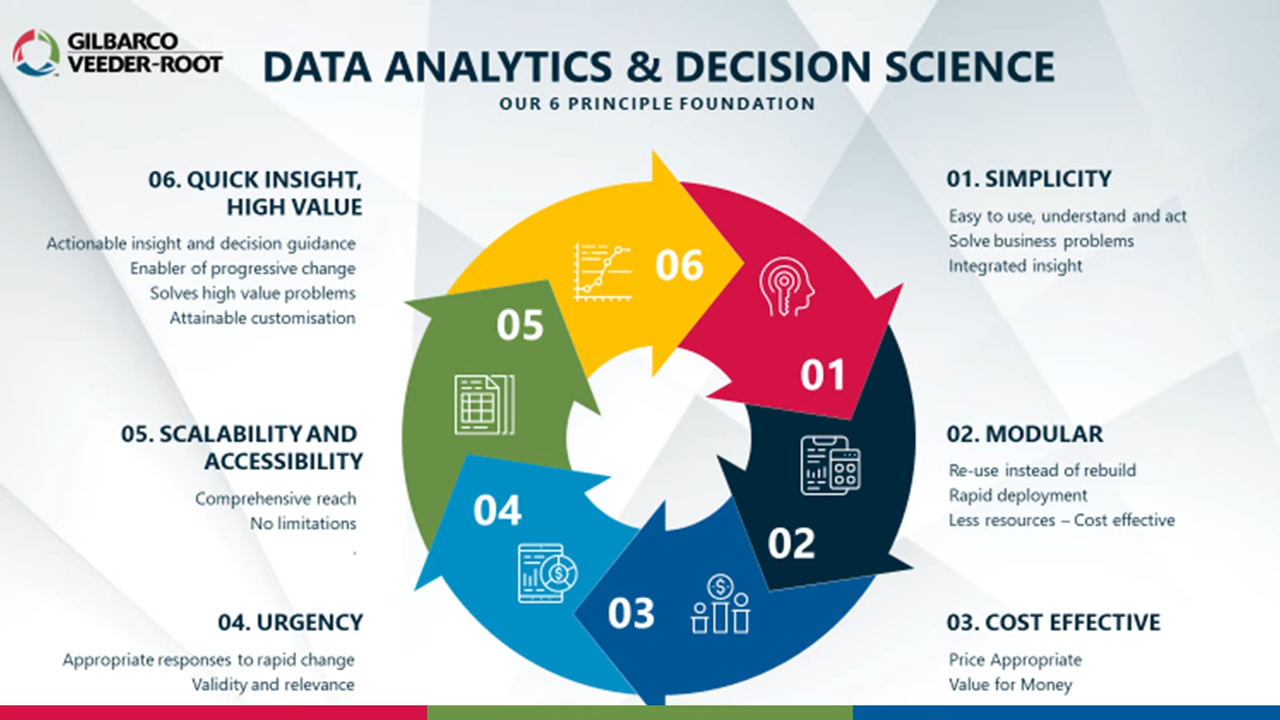 GILBARCO
VEEDER-ROOT
DATA ANALYTICS & DECISION SCIENCE
OUR 6 PRINCIPLE FOUNDATION
06. QUICK INSIGHT,
HIGH VALUE
Actionable insight and decision guidance
Enabler of progressive change
Solves high value problems
Attainable customisation
05. SCALABILITY AND
ACCESSIBILITY
Comprehensive reach
No limitations
.
04. URGENCY
Appropriate responses to rapid change
Validity and relevance
06
05
04
03
02
01
$
$
01. SIMPLICITY
Easy to use, understand and act
Solve business problems
Integrated insight
02. MODULAR
Re-use instead of rebuild
Rapid deployment
Less resources – Cost effective
03. COST EFFECTIVE
Price Appropriate
Value for Money